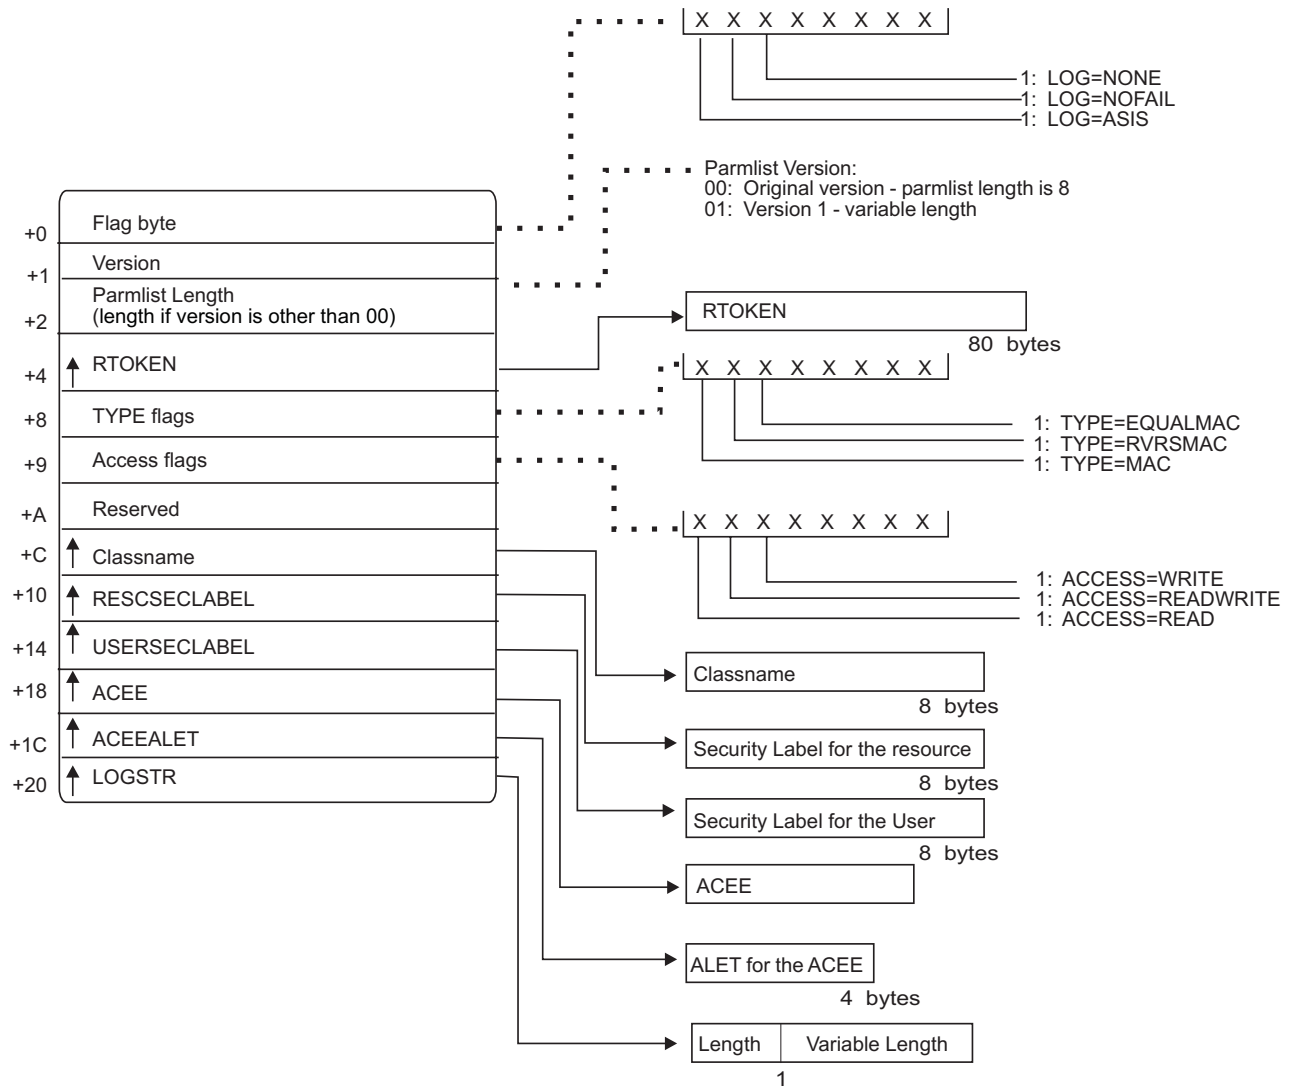 X X X X X X X X
1: LOG=NONE
1: LOG=NOFAIL
1: LOG=ASIS
Parmlist Version:
00: Original version - parmlist length is 8
01: Version 1 - variable length
+0 Flag byte
+1 Version
+2 Parmlist Length
(length if version is other than 00)
+4 RTOKEN
+8 TYPE flags
+9 Access flags
+A Reserved
+C Classname
+10 RESCSECLABEL
+14 USERSECLABEL
+18 ACEE
+1C ACEEALET
+20 LOGSTR
RTOKEN
80 bytes
X X X X X X X X
1: TYPE=EQUALMAC
1: TYPE=RVRSMAC
1: TYPE=MAC
X X X X X X X X
1: ACCESS=WRITE
1: ACCESS=READWRITE
1: ACCESS=READ
Classname
8 bytes
Security Label for the resource
8 bytes
Security Label for the User
8 bytes
ACEE
ALET for the ACEE
4 bytes
Length Variable Length
1